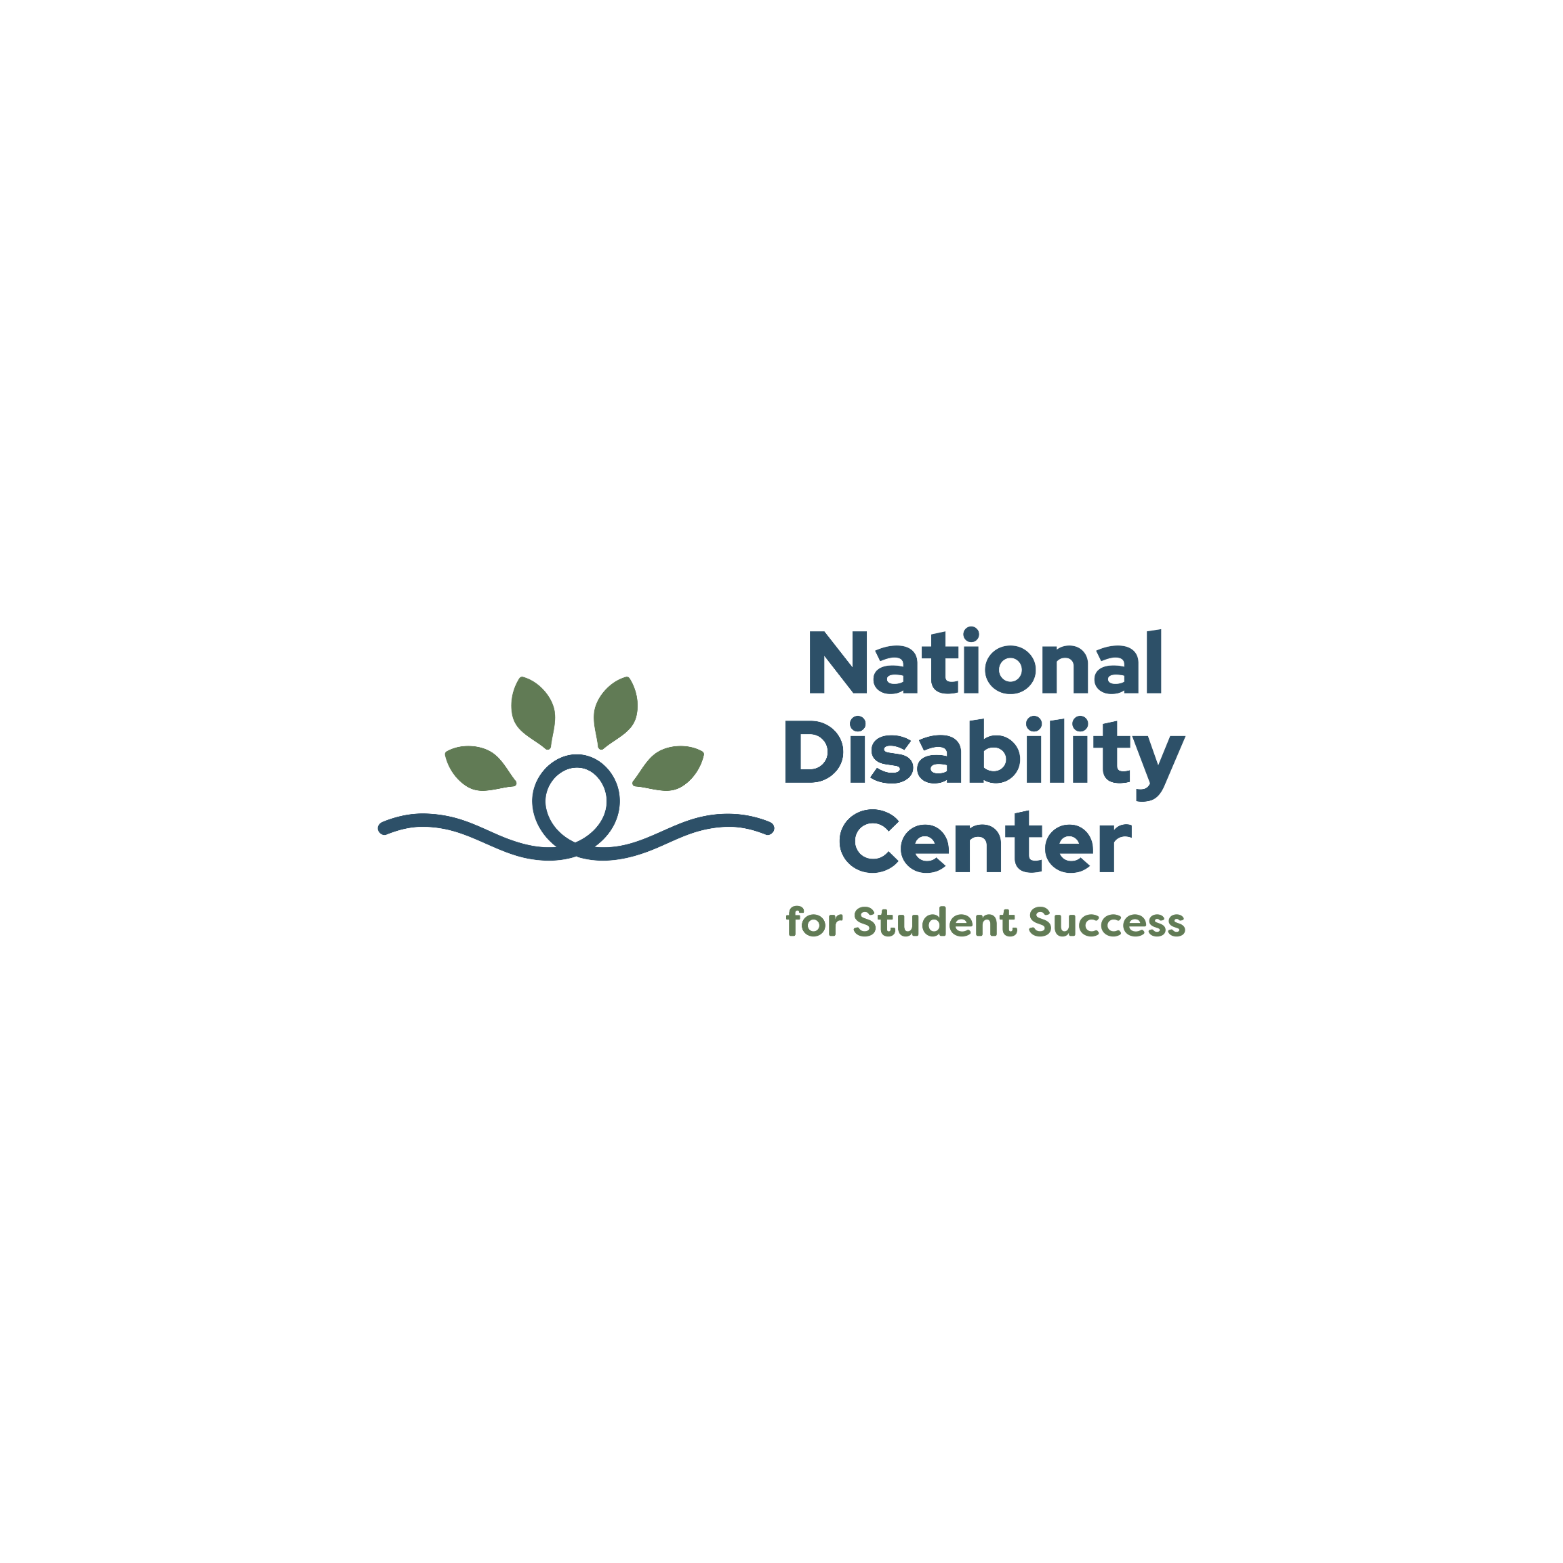 National
Disability
Center
for Student Success